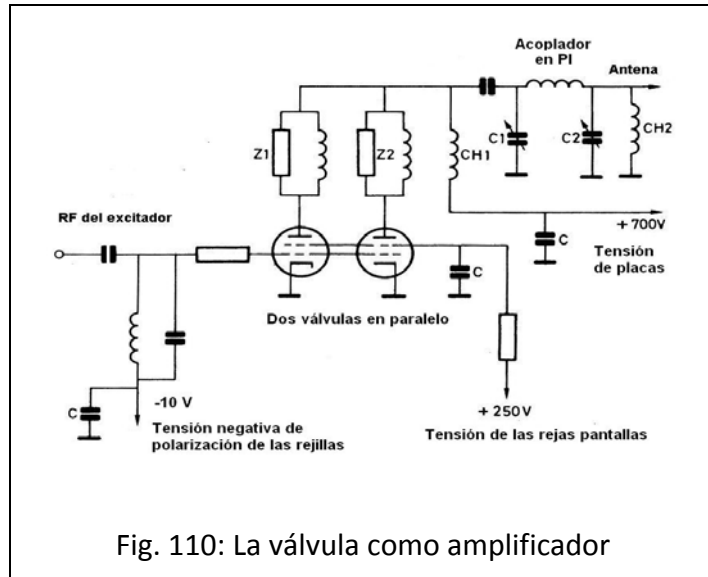 Acoplador
en PI
Antena
Z1
Z2
CH1
C1
C2
CH2
RF del excitador
+700V
C
Tensión
de placas
C
Dos válvulas en paralelo
-10 V
C
Tensión negativa de
polarización de las rejillas
+ 250V
Tensión de las rejas pantallas
Fig. 110: La válvula como amplificador